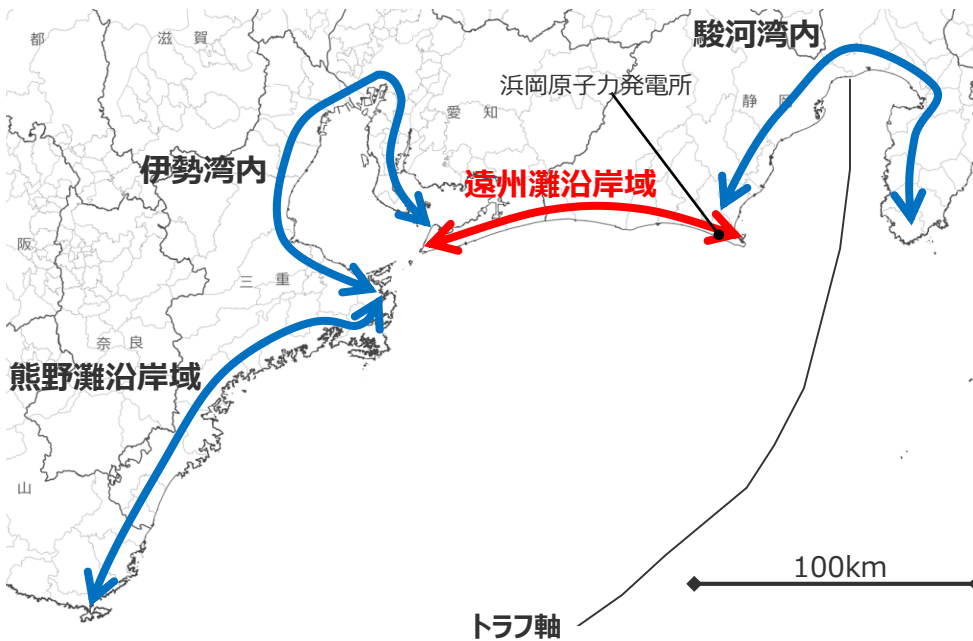 都
滋 賀
駿河湾内
浜岡原子力発電所
愛 知
静 岡
伊勢湾内
遠州灘沿岸域
阪
三 重
奈 良
熊野灘沿岸域
山
100km
トラフ軸